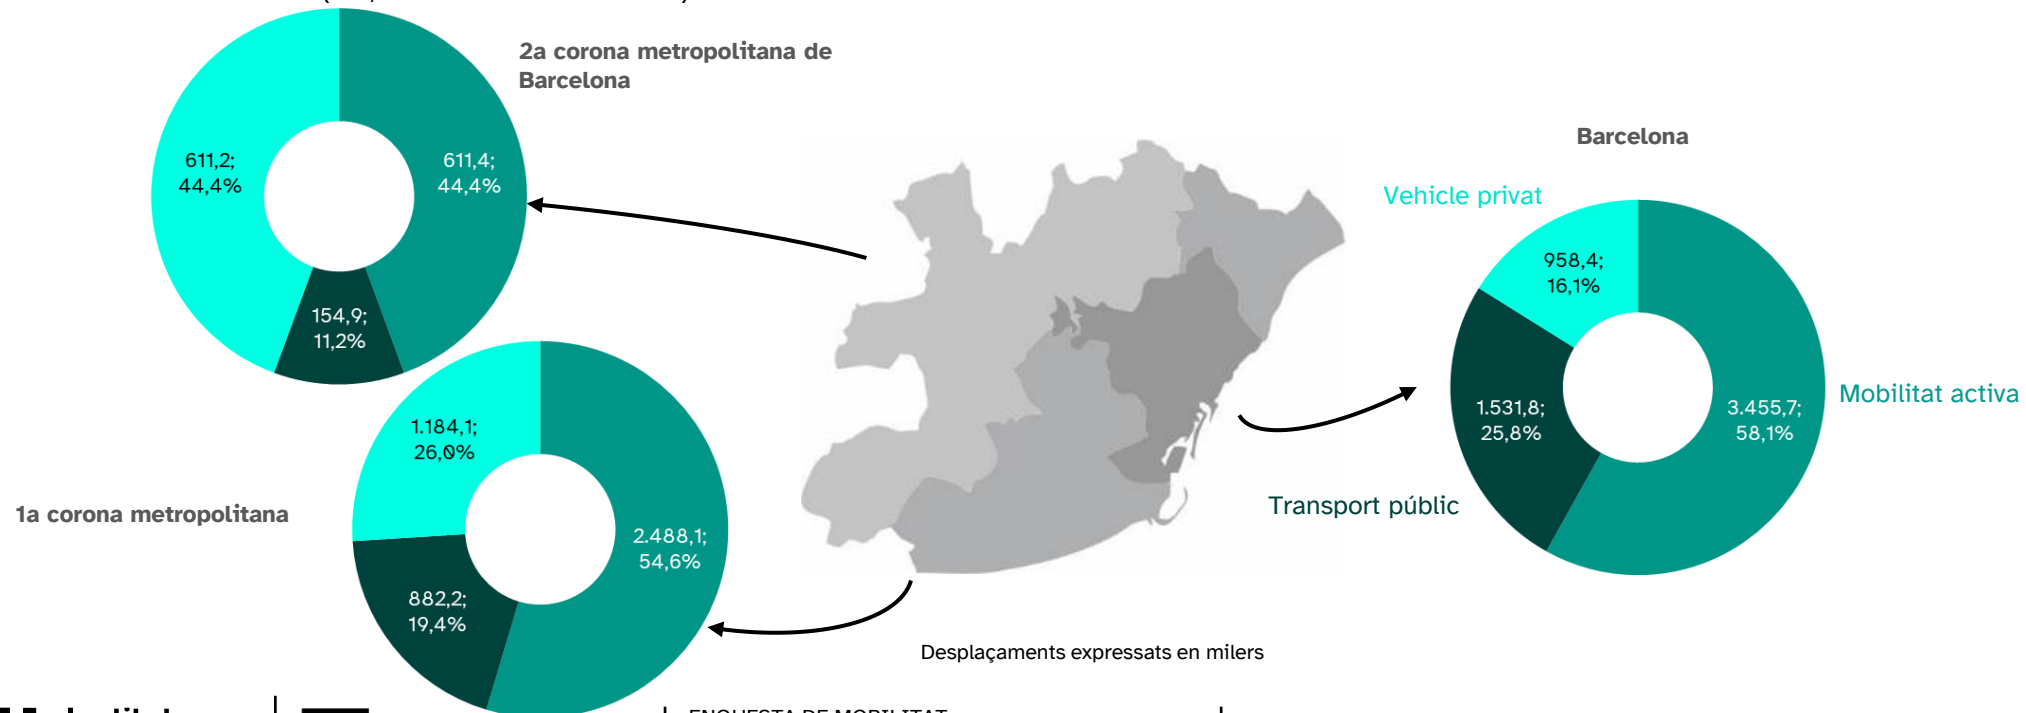 2a corona metropolitana de
Barcelona
611,2;
44,4%
611,4;
44,4%
154,9;
11,2%
Barcelona
Vehicle privat
958,4;
16,1%
1.531,8;
25,8%
3.455,7;
58,1%
Mobilitat activa
Transport públic
1a corona metropolitana
1.184,1;
26,0%
2.488,1;
54,6%
882,2;
19,4%
Desplaçaments expressats en milers
ENQUESTA DE MOBILITAT